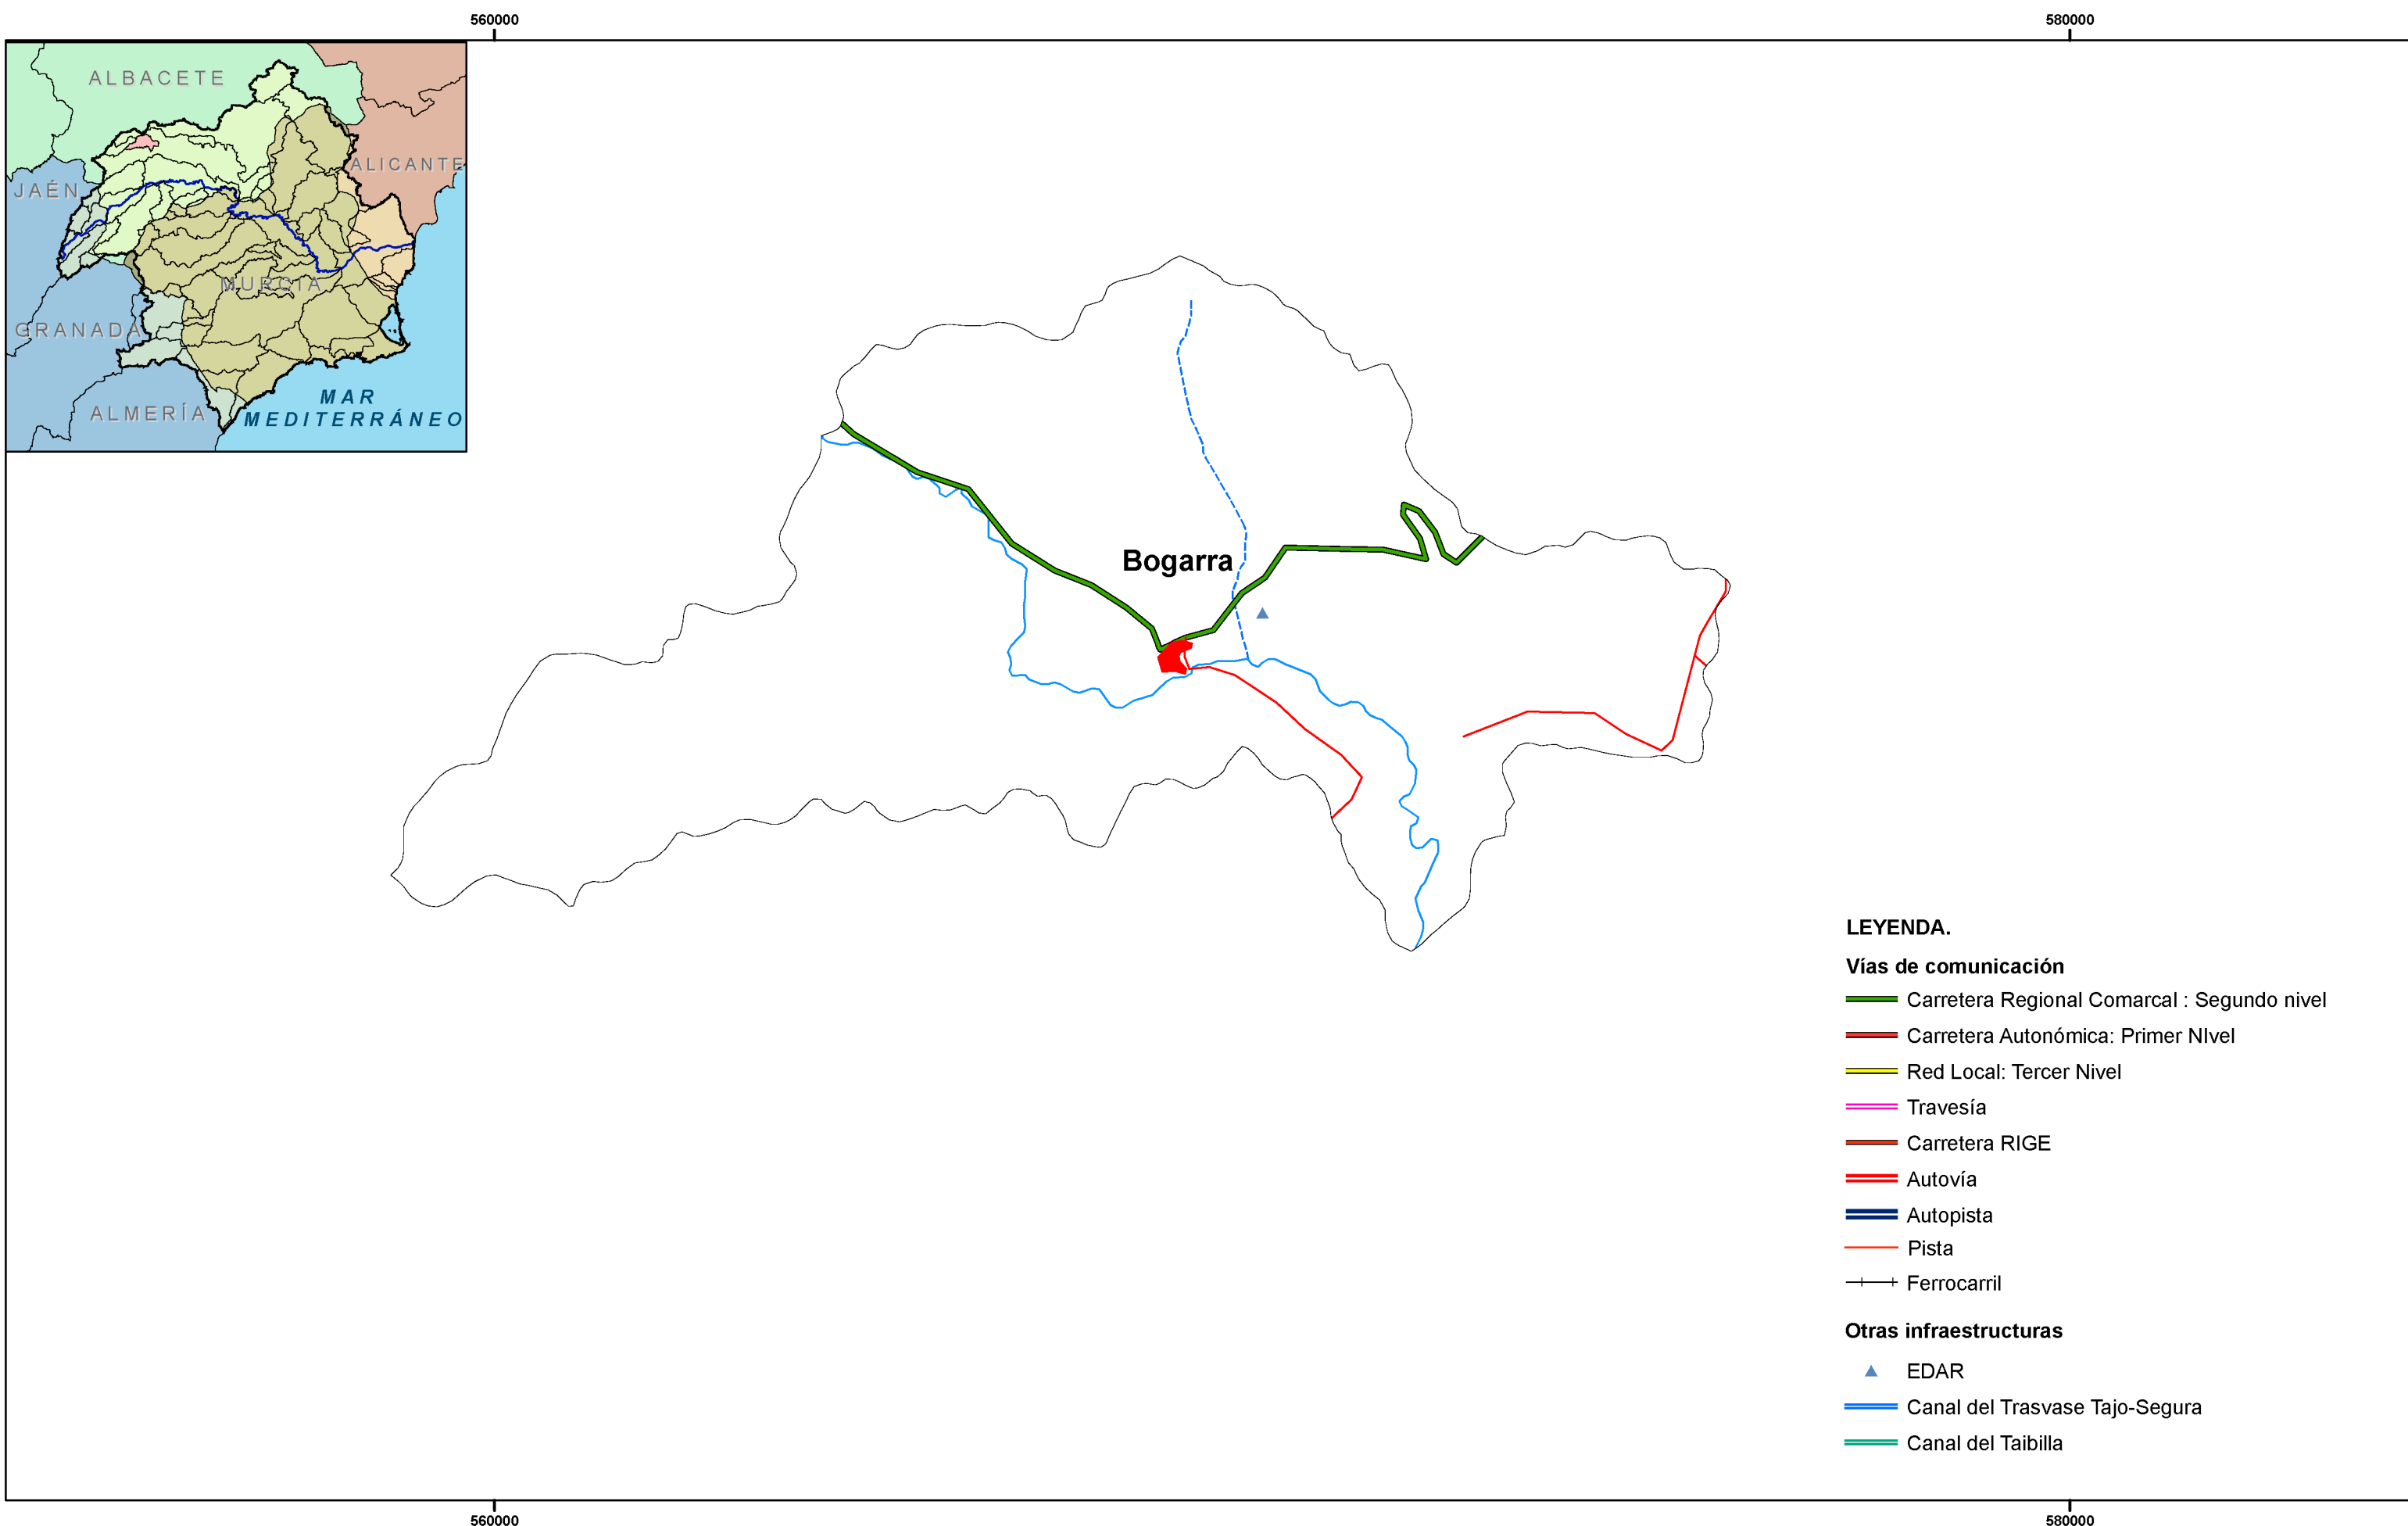 560000
580000
ALBACETE
ALICANTE
JAÉN
MURCIA
GRANADA
MAR
MEDITERRÁNEO
ALMERÍA
Bogarra
LEYENDA.
Vías de comunicación
Carretera Regional Comarcal : Segundo nivel
Carretera Autonómica: Primer NIvel
Red Local: Tercer Nivel
Travesía
Carretera RIGE
Autovía
Autopista
Pista
Ferrocarril
Otras infraestructuras
EDAR
Canal del Trasvase Tajo-Segura
Canal del Taibilla
560000
580000